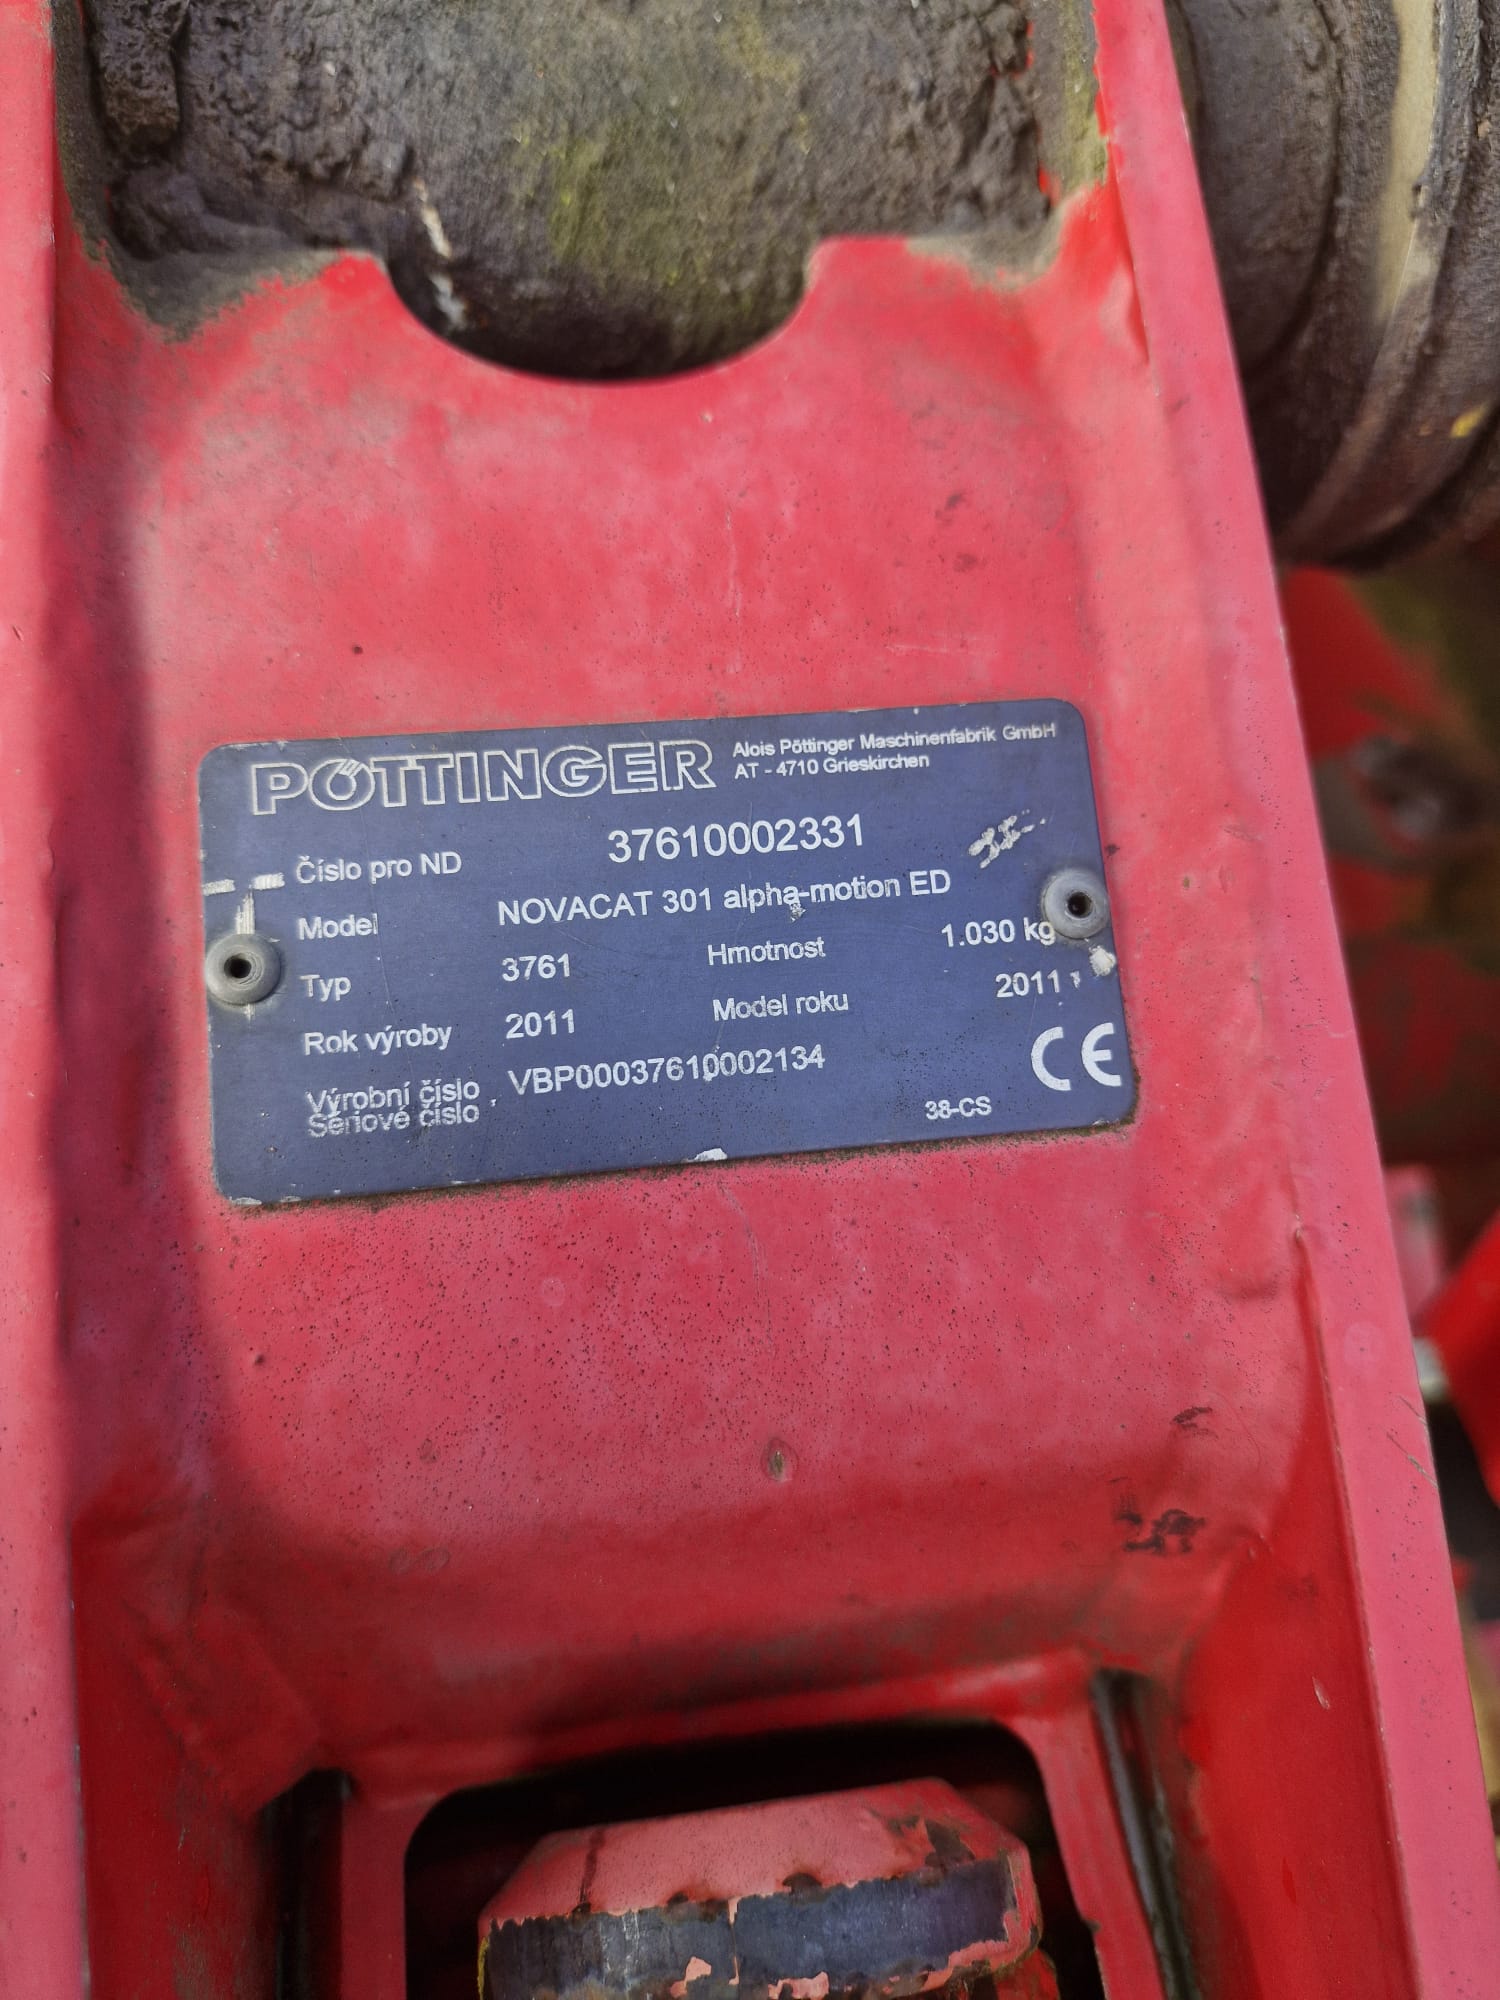 PÖTTINGER Alois Pöttinger Maschinenfabrik GmbH
AT - 4710 Grieskirchen
Číslo pro ND 37610002331
Model NOVACAT 301 alpha-motion ED
Typ 3761 Hmotnost 1.030 kg
Rok výroby 2011 Model roku 2011
Výrobní číslo VBP00037610002134
Sériové číslo
38-CS CE